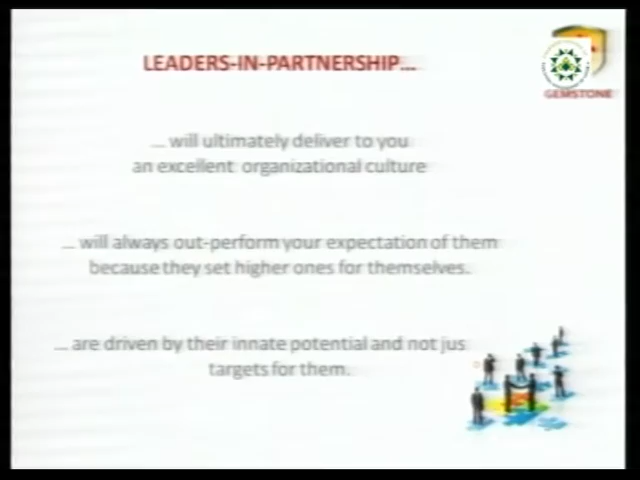 LEADERS-IN-PARTNERSHIP...
GEMSTONE
... will ultimately deliver to you
an excellent organizational culture
... will always out-perform your expectation of them
because they set higher ones for themselves.
... are driven by their innate potential and not jus
targets for them.